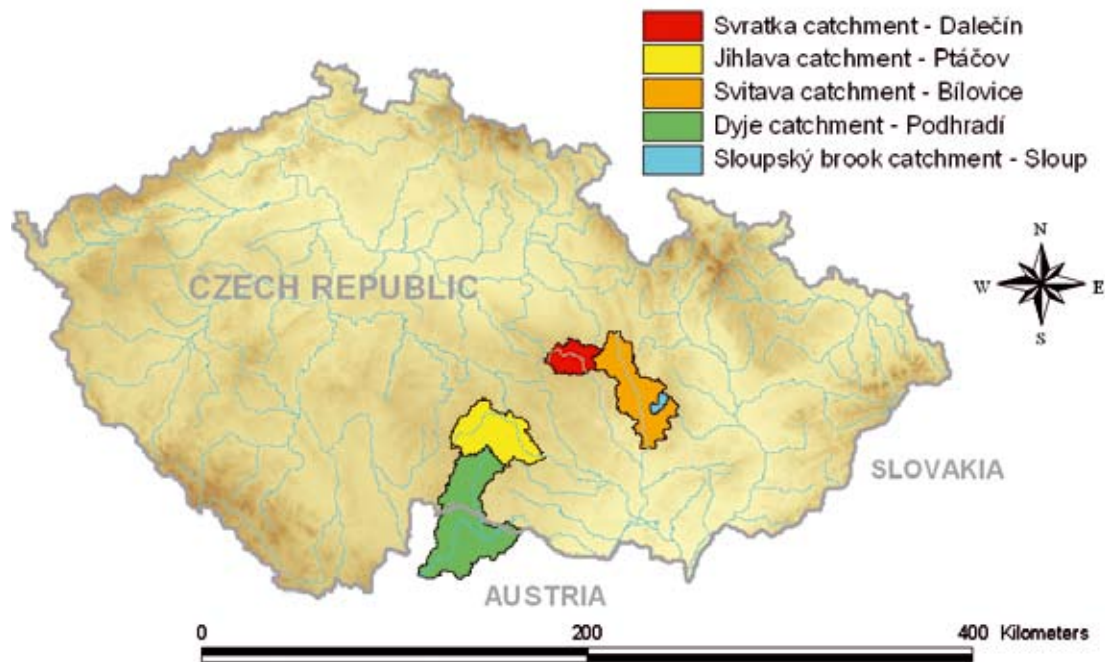 Svratka catchment - Dalečín
Jihlava catchment - Ptáčov
Svitava catchment - Bílovice
Dyje catchment - Podhradí
Sloupský brook catchment - Sloup
N
W E
S
CZECH REPUBLIC
SLOVAKIA
AUSTRIA
0 200 400 Kilometers